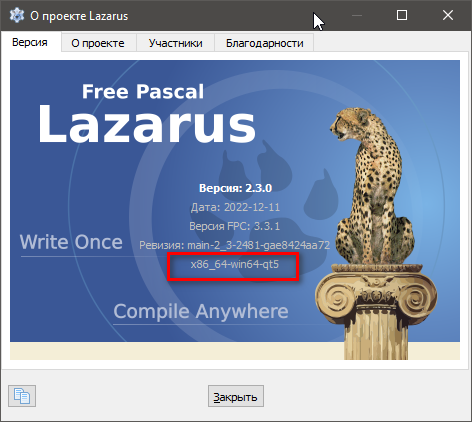 О проекте Lazarus
Версия О проекте Участники Благодарности
Free Pascal
Lazarus
Версия: 2.3.0
Дата: 2022-12-11
Версия FPC: 3.3.1
Write Once
Ревизия: main-2_3-2481-gae8424aa72
x86_64-win64-qt5
Compile Anywhere
Закрыть